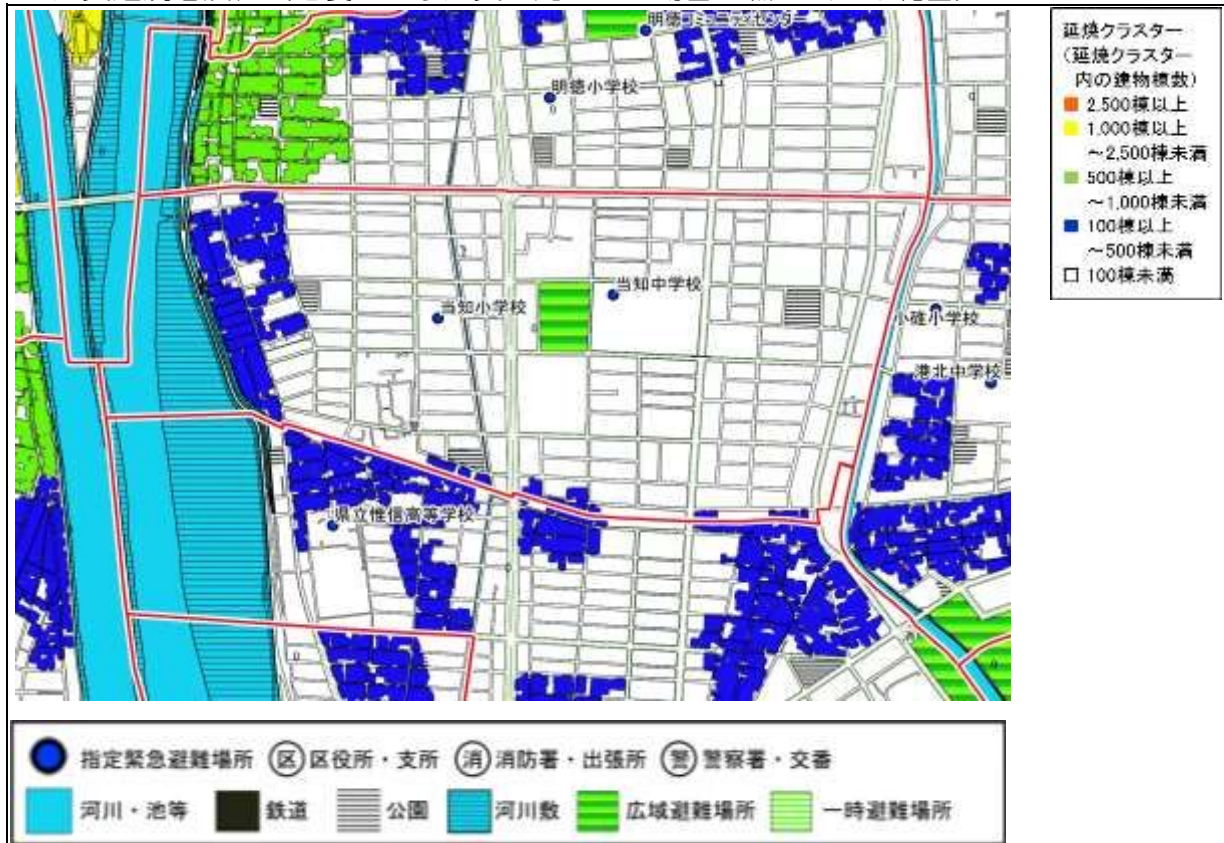 明徳コミュニティセンター
明徳小学校
当知中学校
当知小学校
小碓小学校
港北中学校
県立惟信高等学校
延焼クラスター
(延焼クラスター
内の建物棟数)
2,500棟以上
1,000棟以上
～2,500棟未満
500棟以上
～1,000棟未満
100棟以上
～500棟未満
100棟未満
指定緊急避難場所 区 区役所・支所 消 消防署・出張所 警 警察署・交番
河川・池等 鉄道 公園 河川敷 広域避難場所 一時避難場所